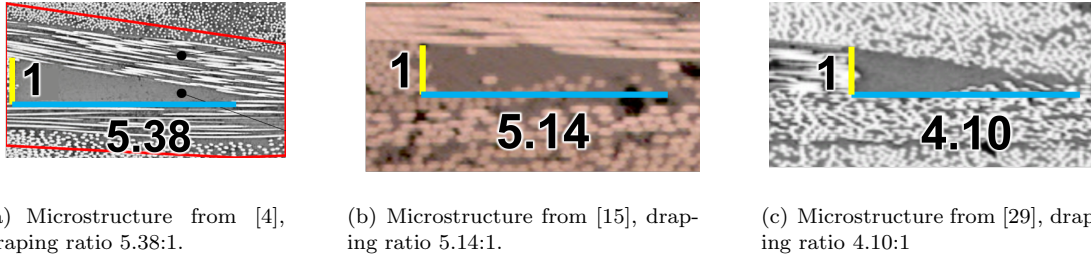 1
5.38
1
5.14
1
4.10
) Microstructure from [4],
raping ratio 5.38:1.
(b) Microstructure from [15], drap-
ing ratio 5.14:1.
(c) Microstructure from [29], drap
ing ratio 4.10:1